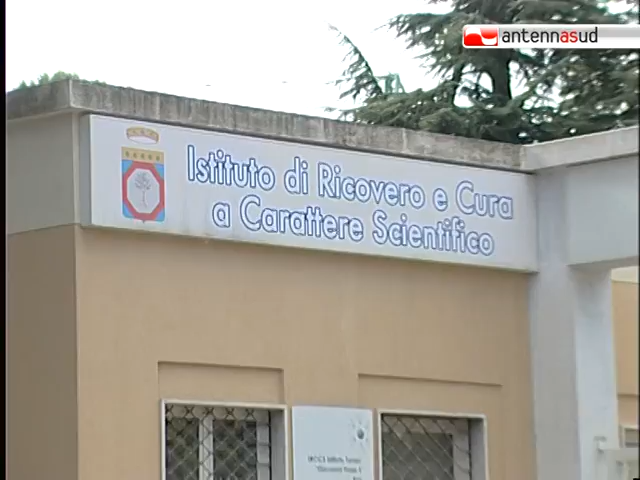 antennasud
Istituto di Ricovero e Cura
a Carattere Scientifico